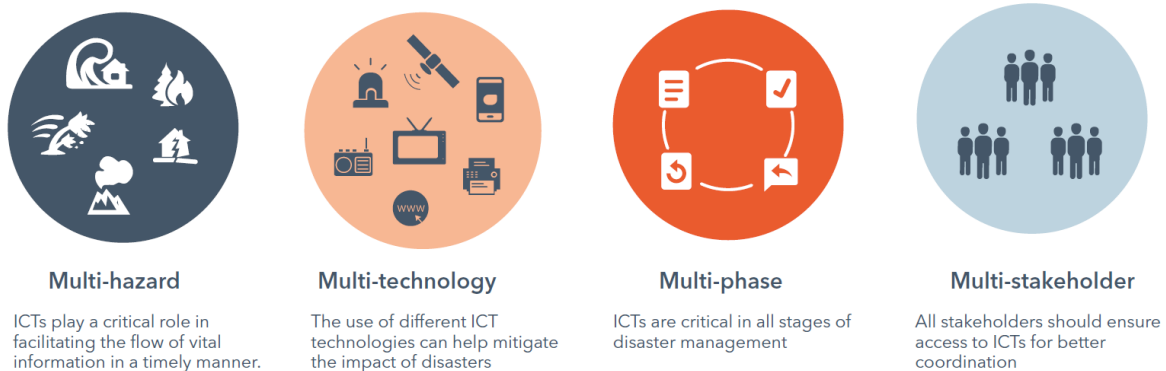 www
Multi-hazard
ICTs play a critical role in
facilitating the flow of vital
information in a timely manner.
Multi-technology
The use of different ICT
technologies can help mitigate
the impact of disasters
Multi-phase
ICTs are critical in all stages of
disaster management
Multi-stakeholder
All stakeholders should ensure
access to ICTs for better
coordination